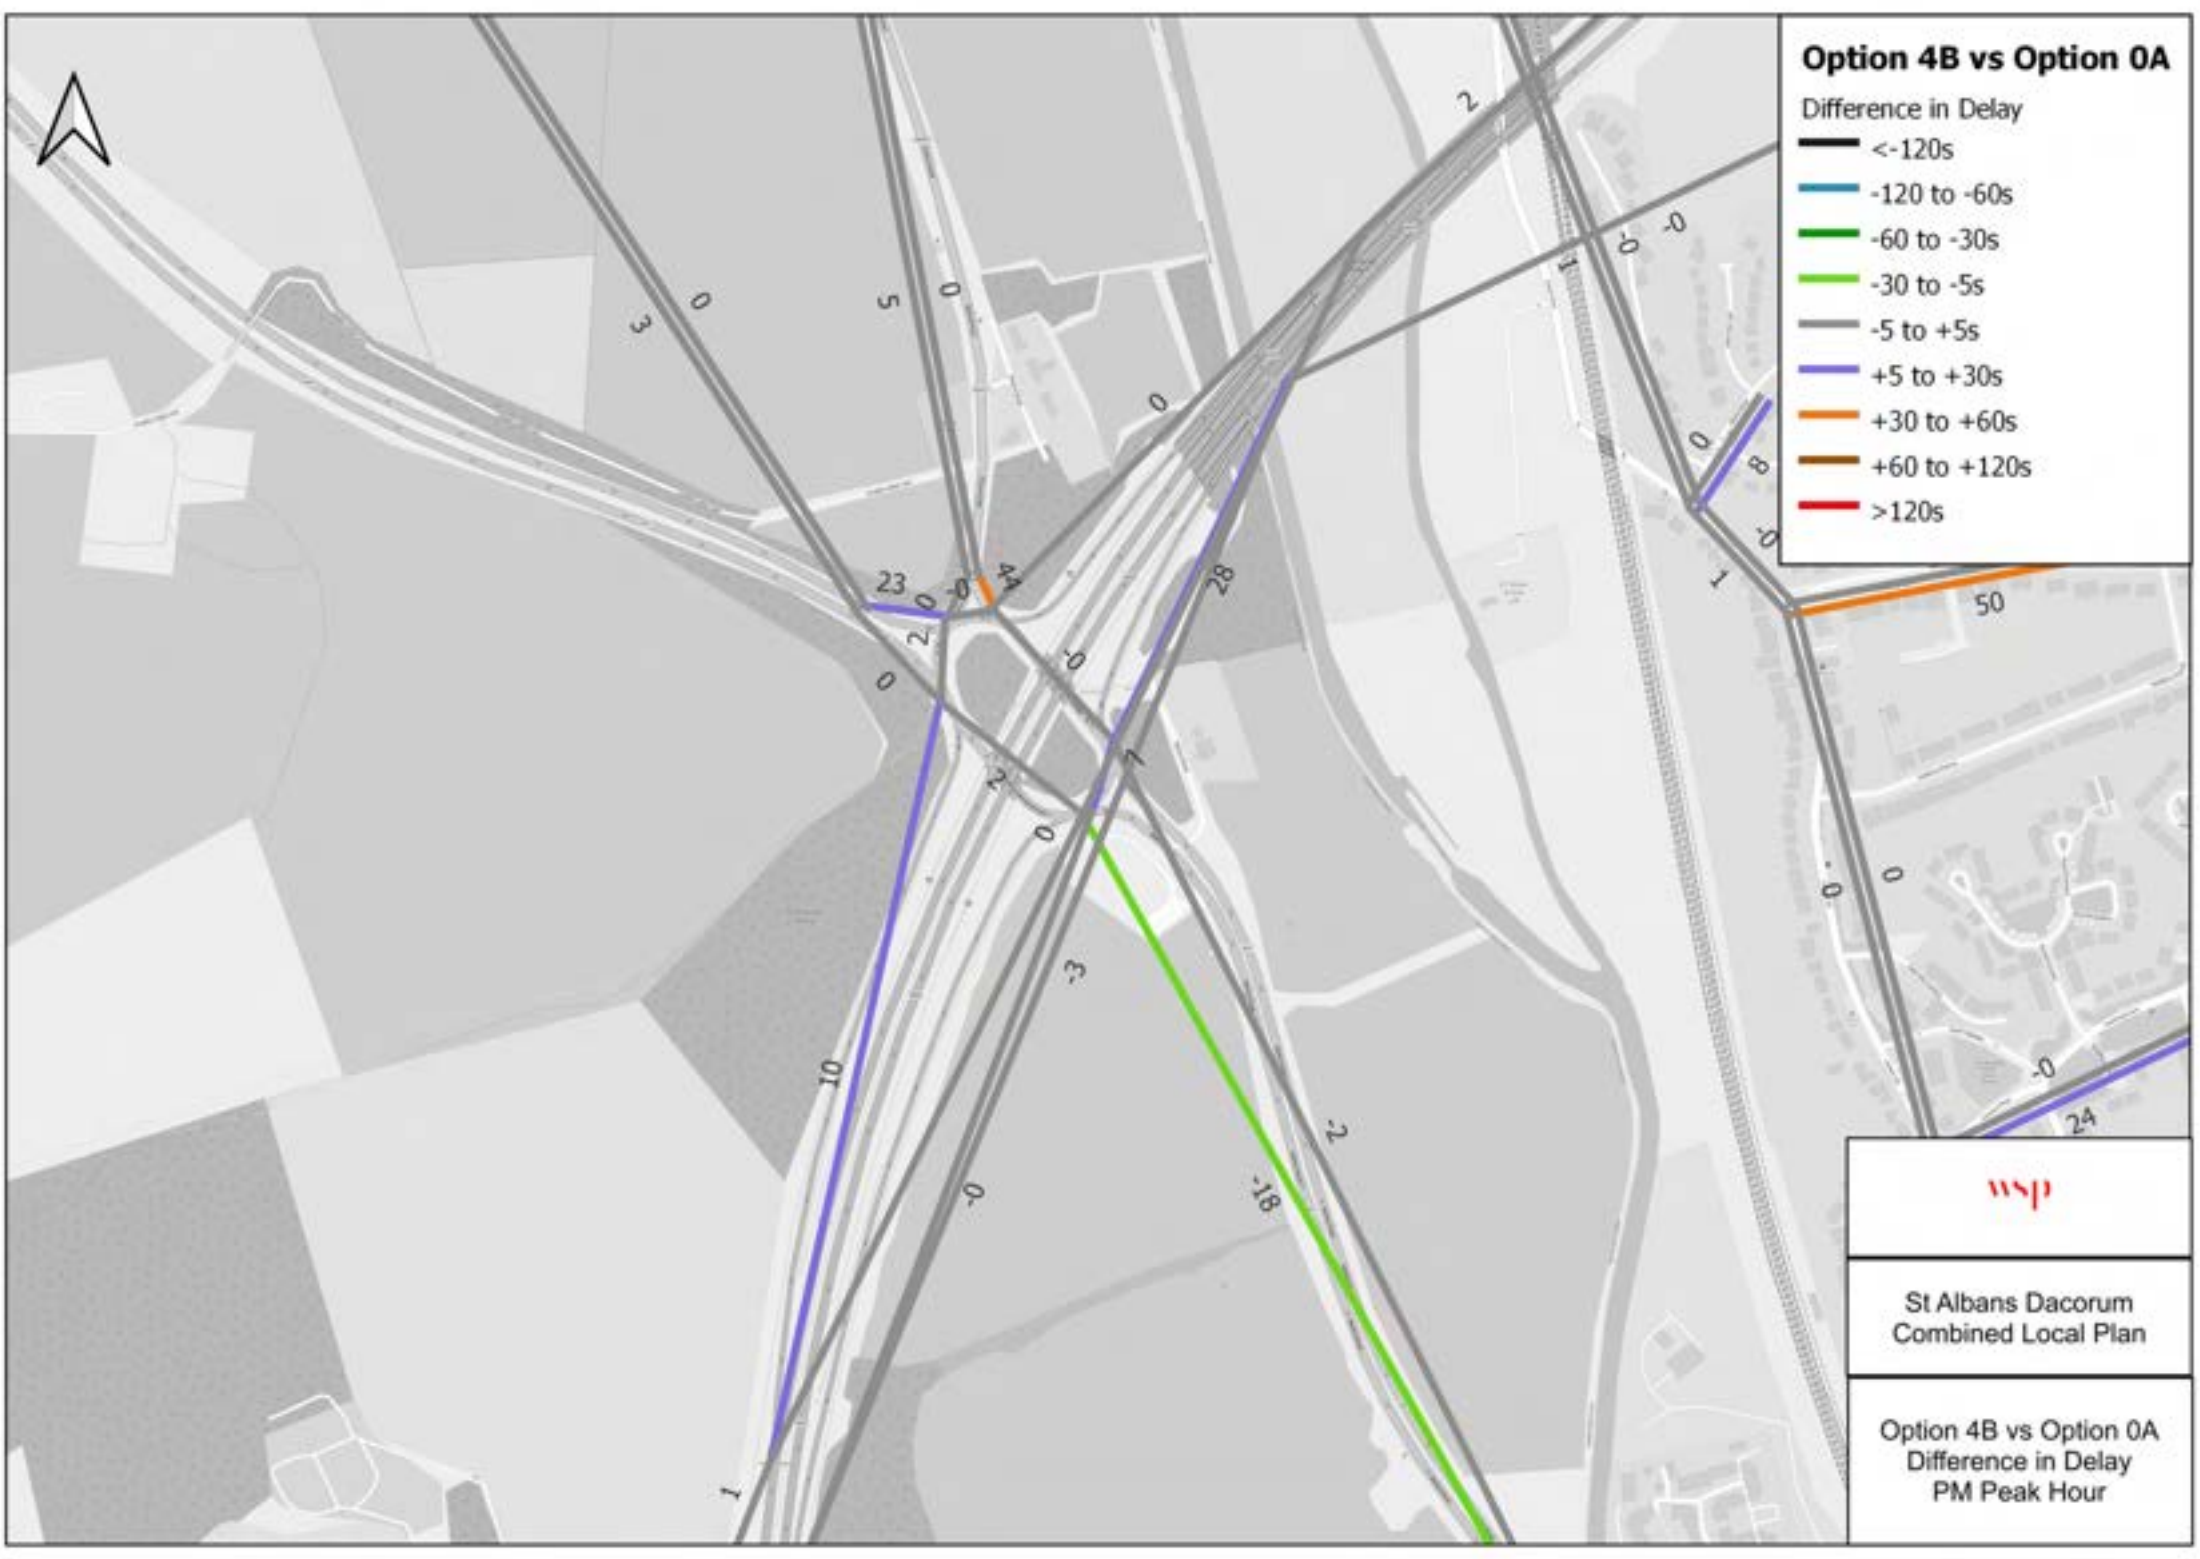 Option 4B vs Option 0A
Difference in Delay
<-120s
-120 to -60s
-60 to -30s
-30 to -5s
-5 to +5s
+5 to +30s
+30 to +60s
+60 to +120s
>120s
2
-0
-0
1
0
3
5
0
0
0
8
-0
1
50
23
0
-0
44
28
2
-0
0
7
2
0
0
0
-3
10
-2
-0
24
-18
-0
1
wsp
St Albans Dacorum
Combined Local Plan
Option 4B vs Option 0A
Difference in Delay
PM Peak Hour